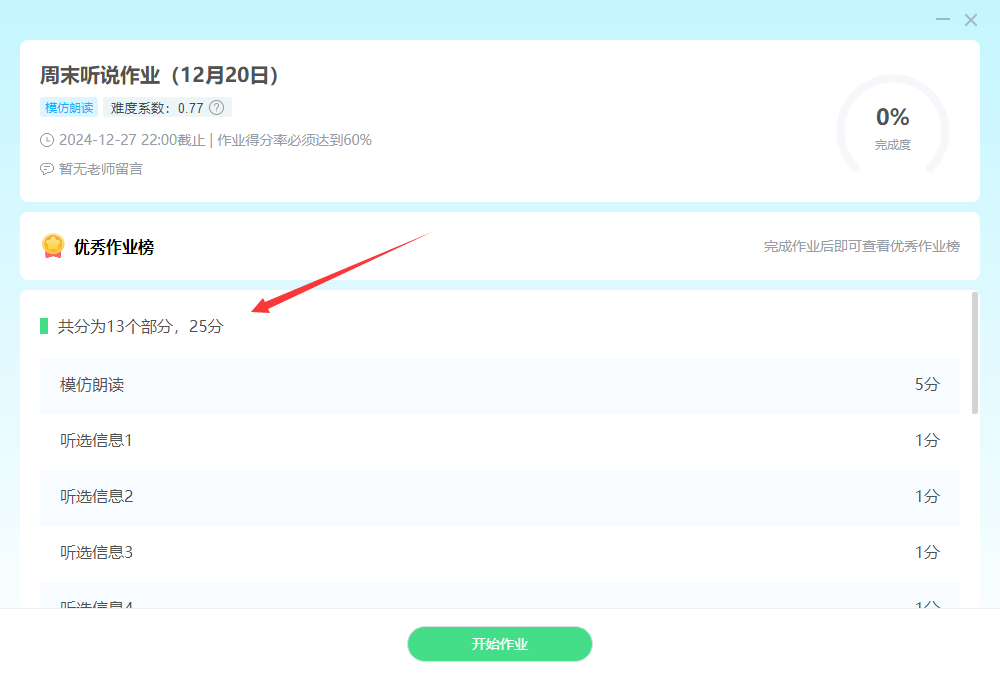 周末听说作业（12月20日）
模仿朗读 难度系数：0.77 ?
2024-12-27 22:00截止 | 作业得分率必须达到60%
暂无老师留言
0%
完成度
优秀作业榜 完成作业后即可查看优秀作业榜
共分为13个部分，25分
模仿朗读 5分
听选信息1 1分
听选信息2 1分
听选信息3 1分
听选信息4 1分
开始作业